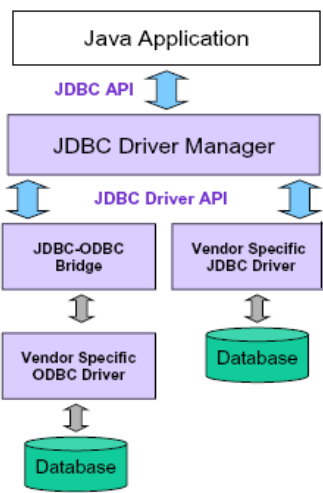 Java Application
JDBC API
JDBC Driver Manager
JDBC Driver API
JDBC-ODBC
Bridge
Vendor Specific
JDBC Driver
Vendor Specific
ODBC Driver
Database
Database